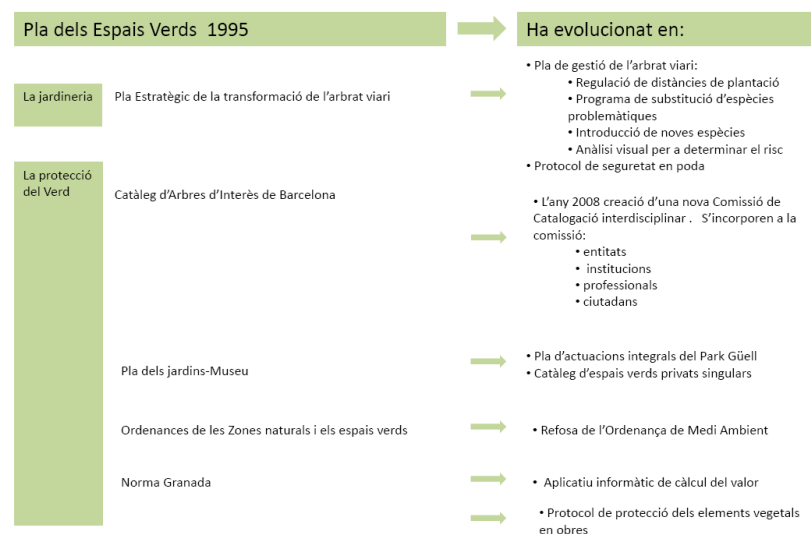 Pla dels Espais Verds  1995
Ha evolucionat en:
La jardineria
Pla Estratègic de la transformació de l'arbrat viari
• Pla de gestió de l'arbrat viari:
• Regulació de distàncies de plantació
• Programa de substitució d'espècies
problemàtiques
• Introducció de noves espècies
• Anàlisi visual per a determinar el risc
• Protocol de seguretat en poda
La protecció
del Verd
Catàleg d'Arbres d'Interès de Barcelona
• L'any 2008 creació d'una nova Comissió de
Catalogació interdisciplinar .   S'incorporen a la
comissió:
• entitats
•  institucions
• professionals
• ciutadans
Pla dels jardins-Museu
• Pla d'actuacions integrals del Park Güell
• Catàleg d'espais verds privats singulars
Ordenances de les Zones naturals i els espais verds
• Refosa de l'Ordenança de Medi Ambient
Norma Granada
•  Aplicatiu informàtic de càlcul del valor
• Protocol de protecció dels elements vegetals
en obres